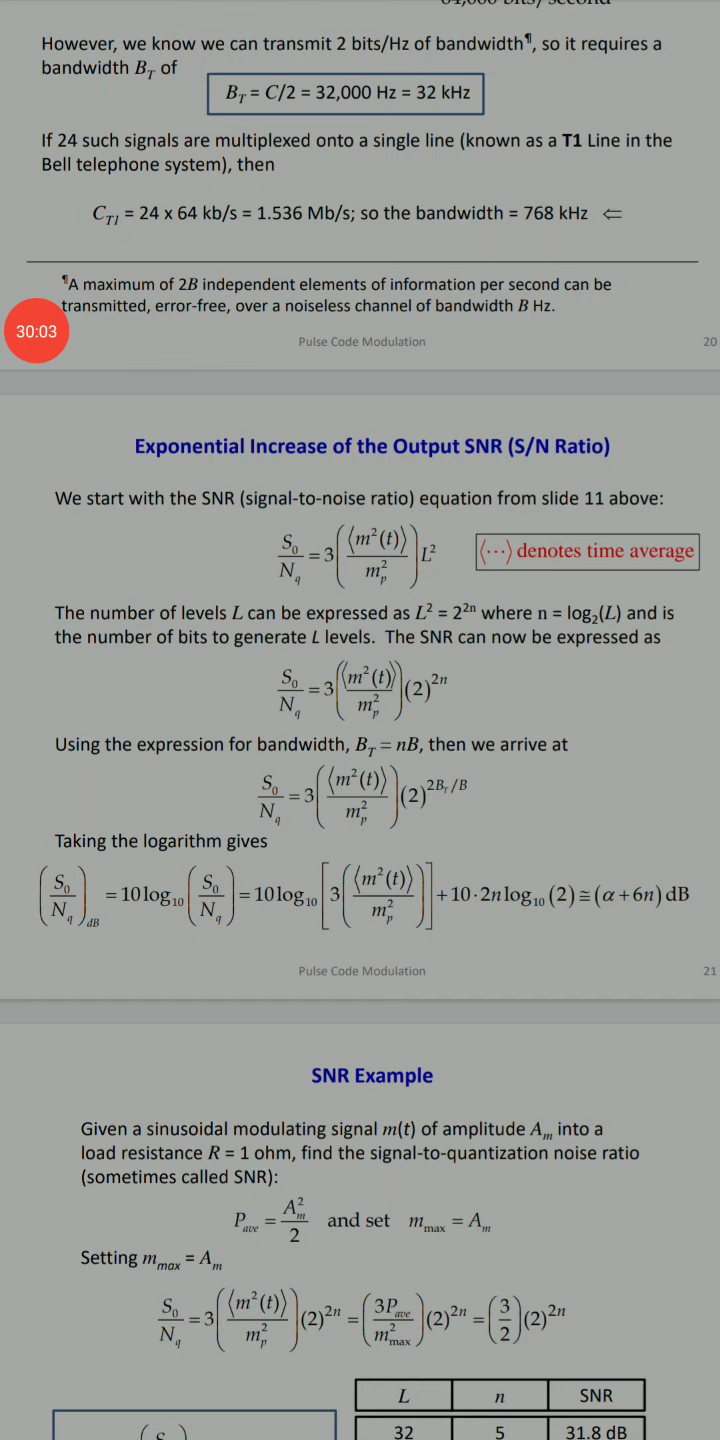 64,000 bits/second
However, we know we can transmit 2 bits/Hz of bandwidth¶, so it requires a
bandwidth B_T of
B_T = C/2 = 32,000 Hz = 32 kHz
If 24 such signals are multiplexed onto a single line (known as a T1 Line in the
Bell telephone system), then
C_T1 = 24 x 64 kb/s = 1.536 Mb/s; so the bandwidth = 768 kHz ⇐
¶A maximum of 2B independent elements of information per second can be
transmitted, error-free, over a noiseless channel of bandwidth B Hz.
30:03
Pulse Code Modulation 20
Exponential Increase of the Output SNR (S/N Ratio)
We start with the SNR (signal-to-noise ratio) equation from slide 11 above:
S_0/N_q = 3(⟨m²(t)⟩/m_p²)L² ⟨⋯⟩ denotes time average
The number of levels L can be expressed as L² = 2²ⁿ where n = log₂(L) and is
the number of bits to generate L levels. The SNR can now be expressed as
S_0/N_q = 3(⟨m²(t)⟩/m_p²)(2)²ⁿ
Using the expression for bandwidth, B_T = nB, then we arrive at
S_0/N_q = 3(⟨m²(t)⟩/m_p²)(2)^(2B_T/B)
Taking the logarithm gives
(S_0/N_q)_dB = 10log₁₀(S_0/N_q) = 10log₁₀[3(⟨m²(t)⟩/m_p²)] + 10·2nlog₁₀(2) ≅ (α+6n)dB
Pulse Code Modulation 21
SNR Example
Given a sinusoidal modulating signal m(t) of amplitude A_m into a
load resistance R = 1 ohm, find the signal-to-quantization noise ratio
(sometimes called SNR):
P_ave = A_m²/2 and set m_max = A_m
Setting m_max = A_m
S_0/N_q = 3(⟨m²(t)⟩/m_p²)(2)²ⁿ = (3P_ave/m_max²)(2)²ⁿ = (3/2)(2)²ⁿ
L n SNR
32 5 31.8 dB